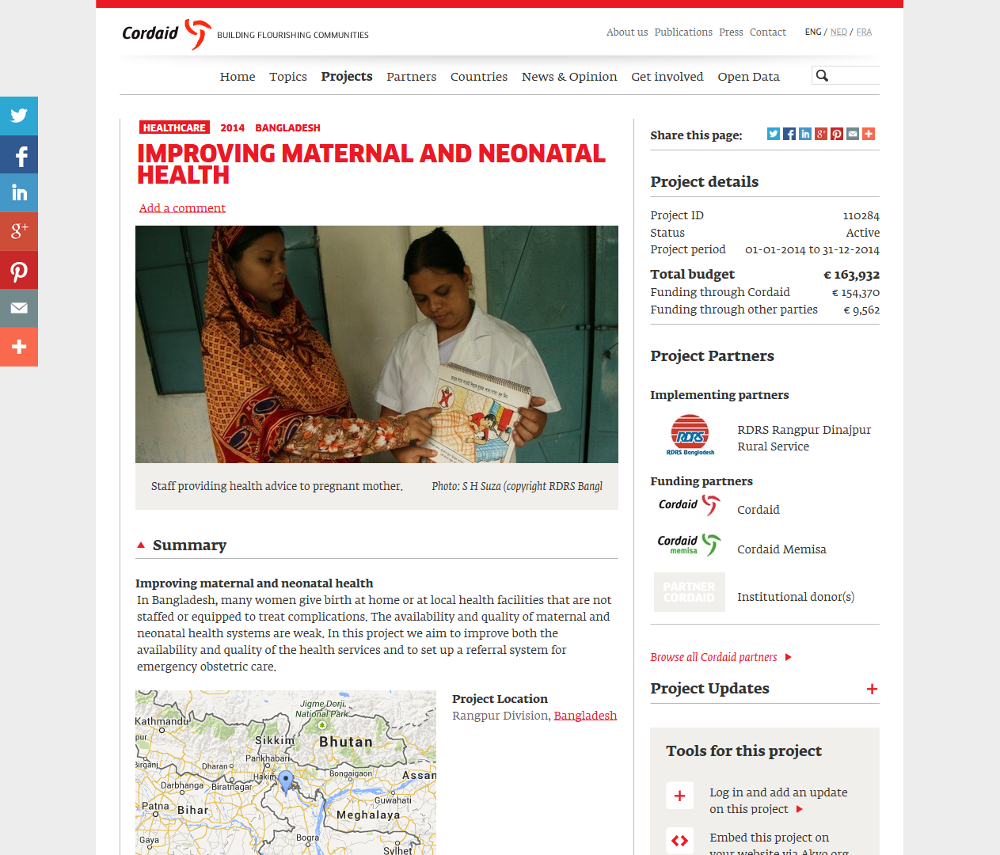 Cordaid BUILDING FLOURISHING COMMUNITIES
About us Publications Press Contact ENG / NED / FRA
Home Topics Projects Partners Countries News & Opinion Get involved Open Data
HEALTHCARE 2014 BANGLADESH
IMPROVING MATERNAL AND NEONATAL
HEALTH
Add a comment
Staff providing health advice to pregnant mother. Photo: S H Suza (copyright RDRS Bangl
Summary
Improving maternal and neonatal health
In Bangladesh, many women give birth at home or at local health facilities that are not
staffed or equipped to treat complications. The availability and quality of maternal and
neonatal health systems are weak. In this project we aim to improve both the
availability and quality of the health services and to set up a referral system for
emergency obstetric care.
Jigme Dorji
National Park
Kathmandu
pur
Sikkim
Bhutan
Pankhabari
Birganj
Dharan
Hakim
Bongaigaon
Assan
Darbhanga
Biratnagar
Guwahati
Patna
Bihar
Meghalaya
Gaya
Bogra
Sylhet
Project Location
Rangpur Division, Bangladesh
Share this page:
Project details
Project ID 110284
Status Active
Project period 01-01-2014 to 31-12-2014
Total budget € 163,932
Funding through Cordaid € 154,370
Funding through other parties € 9,562
Project Partners
Implementing partners
RDRS
RDRS Bangladesh
RDRS Rangpur Dinajpur
Rural Service
Funding partners
Cordaid
Cordaid
Cordaid
memisa
Cordaid Memisa
PARTNER
CORDAID
Institutional donor(s)
Browse all Cordaid partners
Project Updates
Tools for this project
Log in and add an update
on this project
Embed this project on
your website via Akvo.org